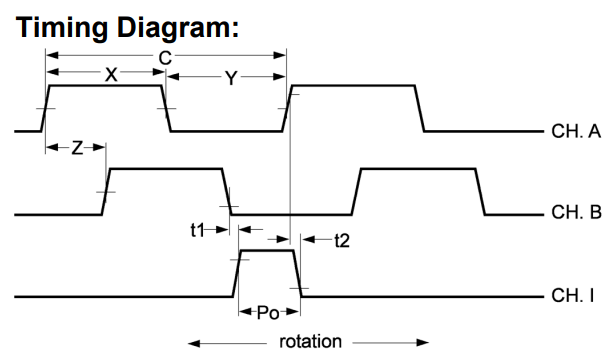 Timing Diagram:
C
X
Y
CH. A
Z
CH. B
t1
t2
CH. I
Po
rotation